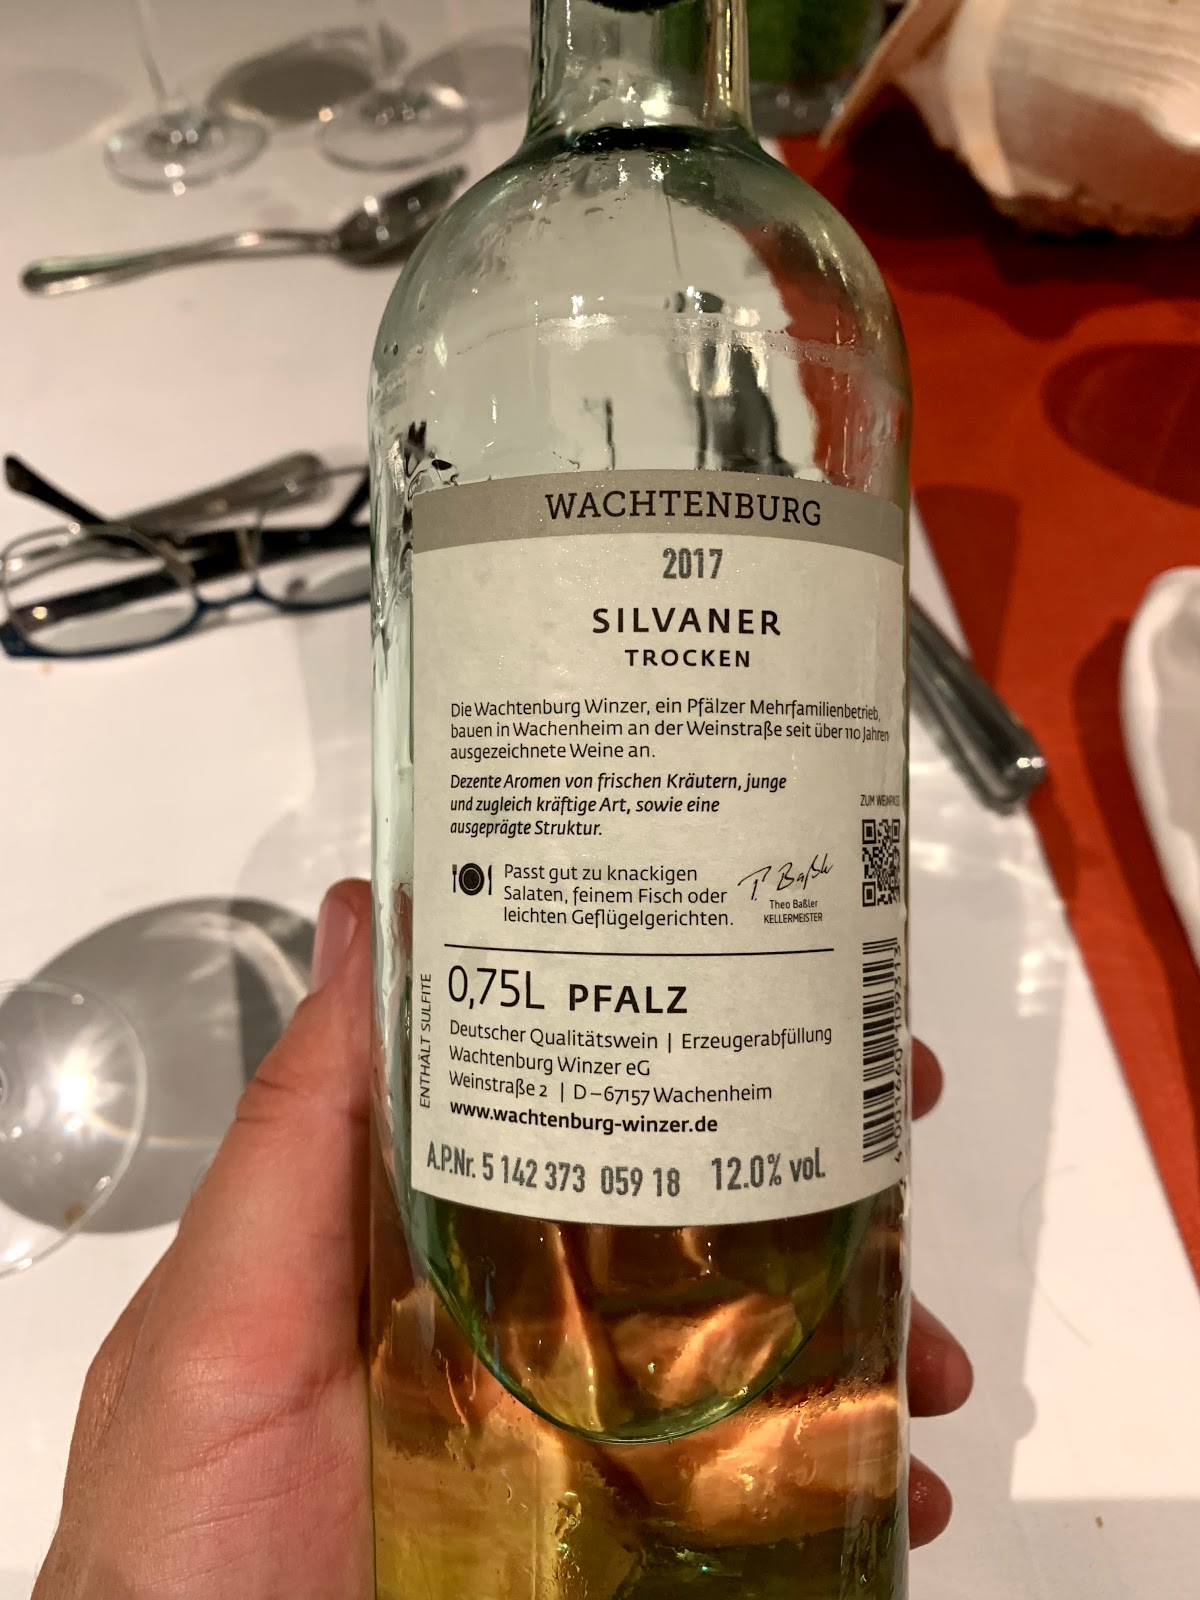 WACHTENBURG
2017
SILVANER
TROCKEN
Die Wachtenburg Winzer, ein Pfälzer Mehrfamilienbetrieb,
bauen in Wachenheim an der Weinstraße seit über 110 Jahren
ausgezeichnete Weine an.
Dezente Aromen von frischen Kräutern, junge
und zugleich kräftige Art, sowie eine
ausgeprägte Struktur.
ZUM WEINPASS
Passt gut zu knackigen
Salaten, feinem Fisch oder
leichten Geflügelgerichten.
T. Baßler
Theo Baßler
KELLERMEISTER
0,75L PFALZ
Deutscher Qualitätswein | Erzeugerabfüllung
Wachtenburg Winzer eG
Weinstraße 2 | D–67157 Wachenheim
www.wachtenburg-winzer.de
ENTHÄLT SULFITE
A.P.Nr. 5 142 373 059 18 12.0% vol.
4 001660 109313